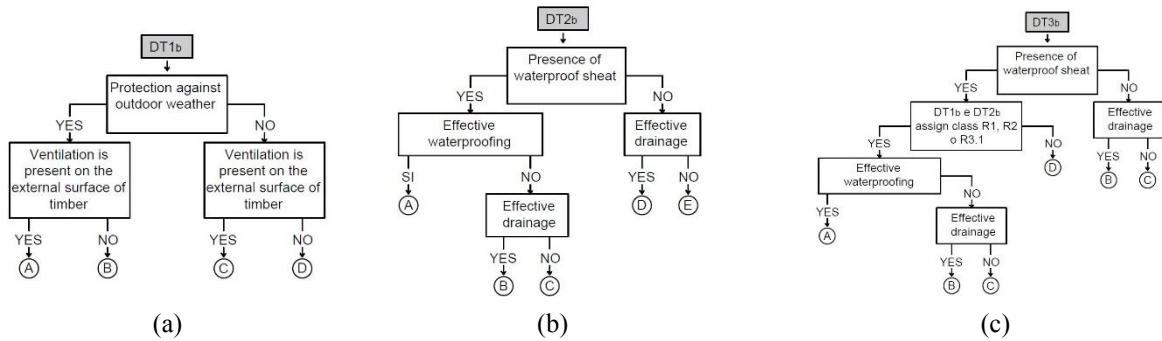 DT1b
Protection against
outdoor weather
YES
NO
Ventilation is
present on the
external surface of
timber
Ventilation is
present on the
external surface of
timber
YES
NO
YES
NO
A
B
C
D
(a)
DT2b
Presence of
waterproof sheat
YES
NO
Effective
waterproofing
Effective
drainage
SI
NO
YES
NO
A
D
E
Effective
drainage
YES
NO
B
C
(b)
DT3b
Presence of
waterproof sheat
YES
NO
DT1b e DT2b
assign class R1, R2
o R3.1
Effective
drainage
YES
NO
YES
NO
D
B
C
Effective
waterproofing
YES
NO
A
Effective
drainage
YES
NO
B
C
(c)